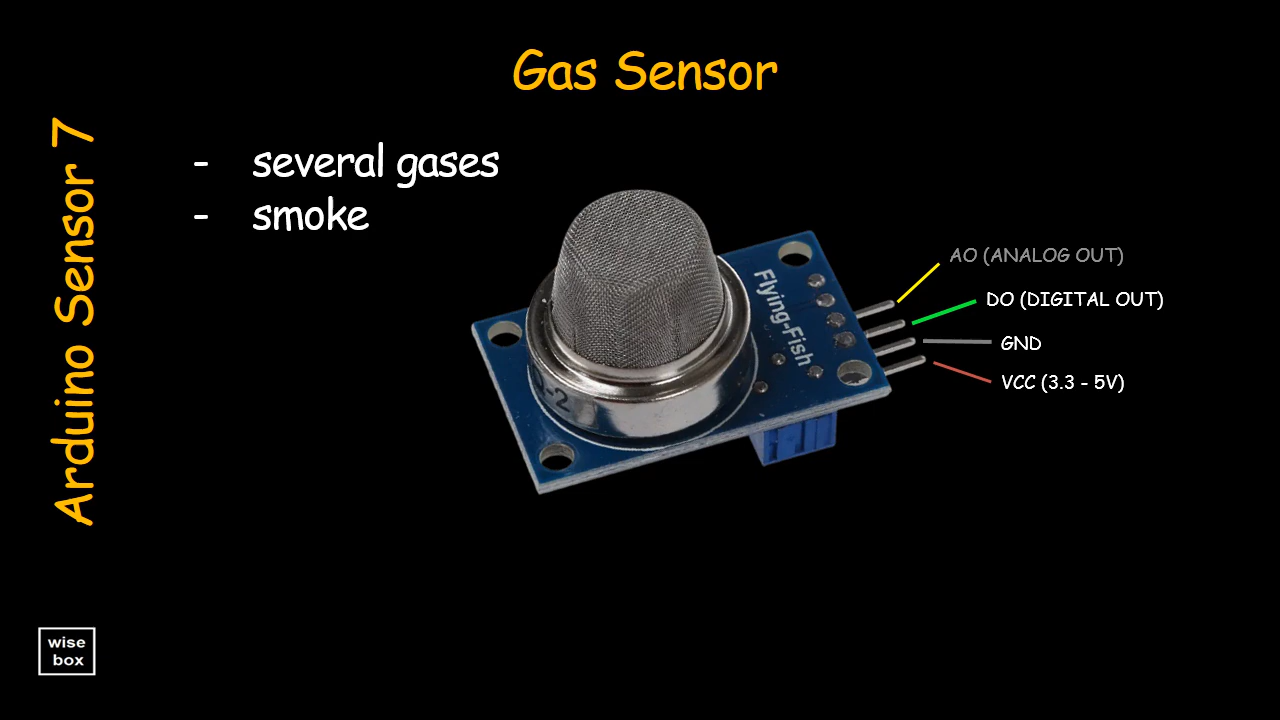 Gas Sensor
Arduino Sensor 7
- several gases
- smoke
Flying-Fish
-2
AO (ANALOG OUT)
DO (DIGITAL OUT)
GND
VCC (3.3 - 5V)
wise
box